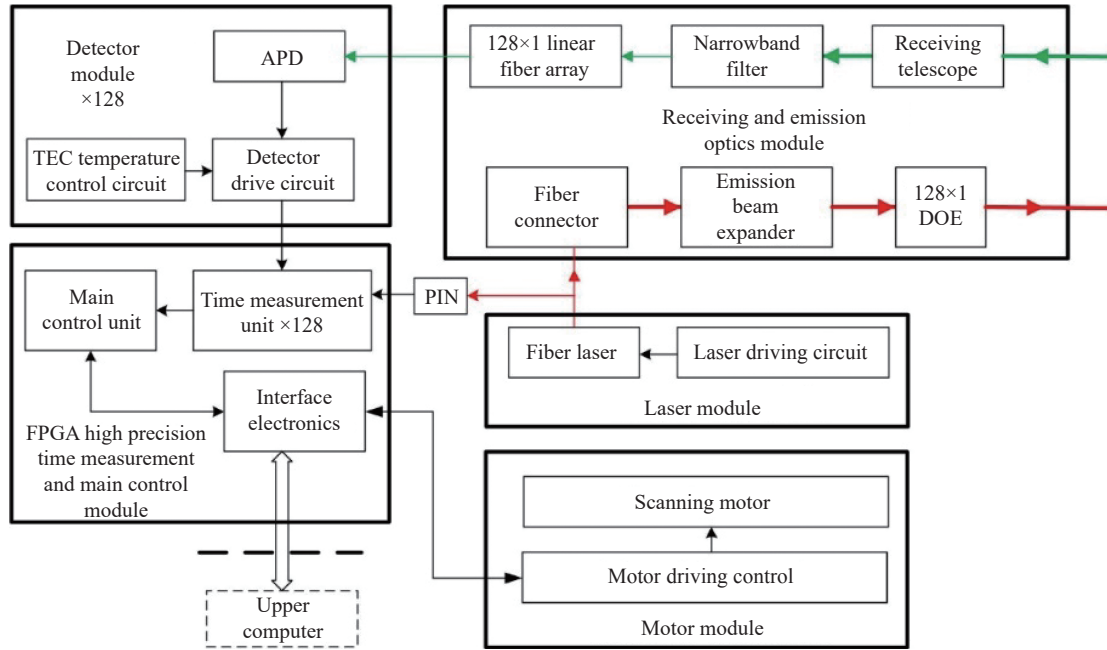 Detector
module
×128
APD
TEC temperature
control circuit
Detector
drive circuit
128×1 linear
fiber array
Narrowband
filter
Receiving
telescope
Receiving and emission
optics module
Fiber
connector
Emission
beam
expander
128×1
DOE
Main
control unit
Time measurement
unit ×128
PIN
Interface
electronics
FPGA high precision
time measurement
and main control
module
Fiber laser
Laser driving circuit
Laser module
Scanning motor
Motor driving control
Motor module
Upper
computer